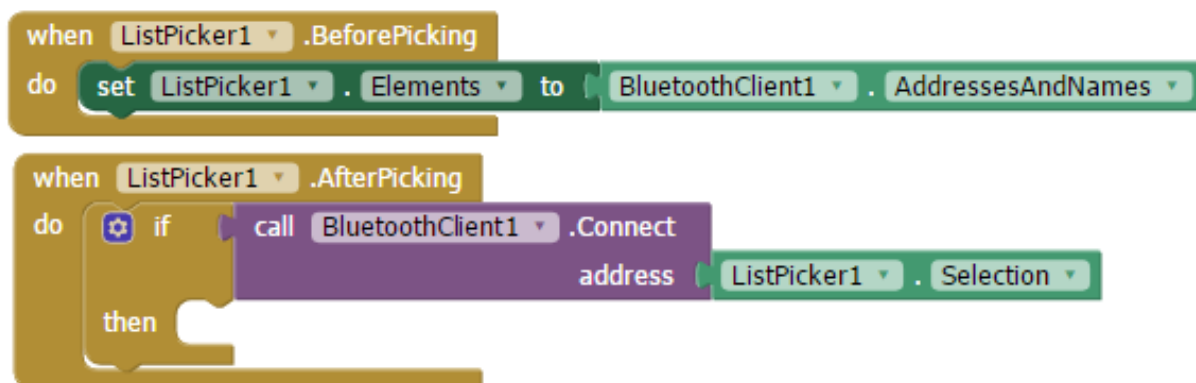 when ListPicker1 .BeforePicking
do set ListPicker1 . Elements to BluetoothClient1 . AddressesAndNames
when ListPicker1 .AfterPicking
do if call BluetoothClient1 .Connect
address ListPicker1 . Selection
then